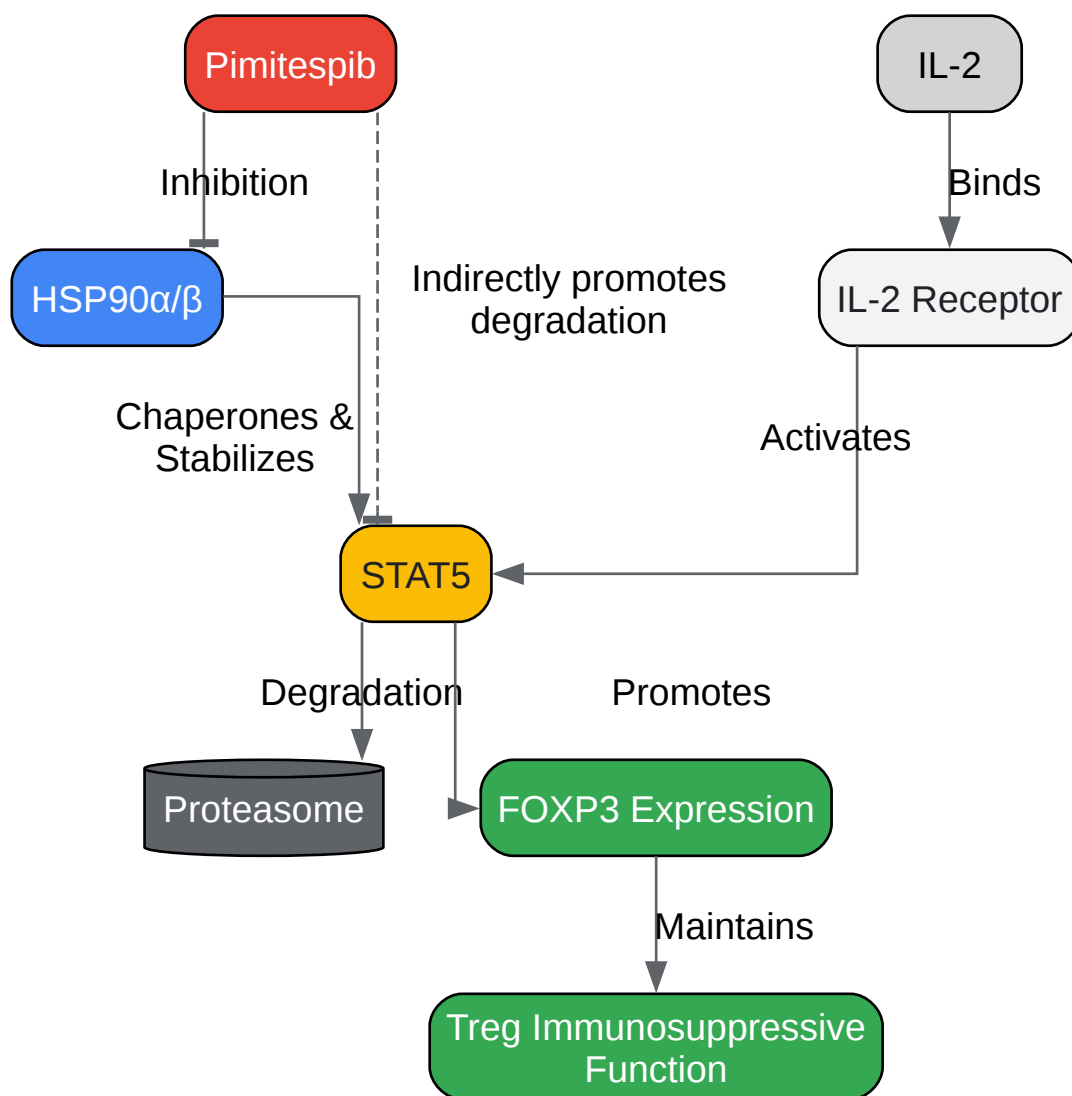 Pimitespib
IL-2
Inhibition
Binds
HSP90α/β
Indirectly promotes
degradation
IL-2 Receptor
Chaperones &
Stabilizes
Activates
STAT5
Degradation
Promotes
Proteasome
FOXP3 Expression
Maintains
Treg Immunosuppressive
Function